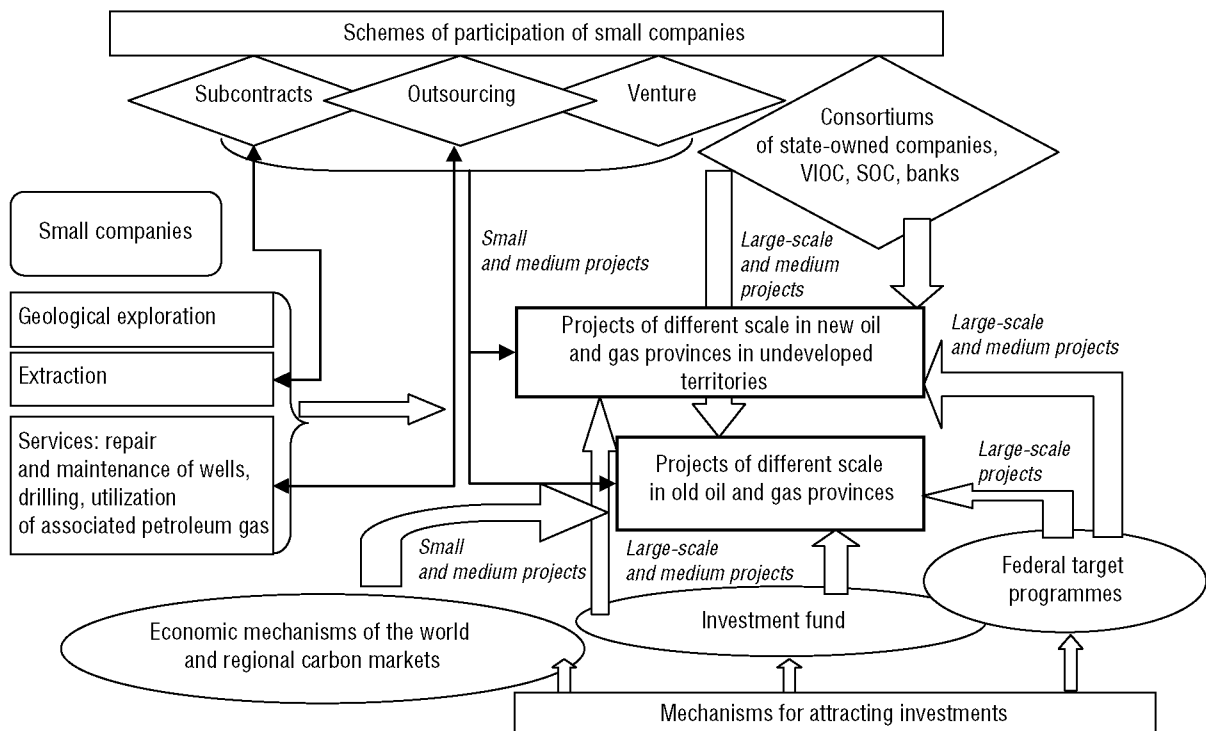 Schemes of participation of small companies
Subcontracts
Outsourcing
Venture
Consortiums
of state-owned companies,
VIOC, SOC, banks
Small companies
Small
and medium projects
Large-scale
and medium
projects
Geological exploration
Extraction
Services: repair
and maintenance of wells,
drilling, utilization
of associated petroleum gas
Projects of different scale in new oil
and gas provinces in undeveloped
territories
Large-scale
and medium projects
Projects of different scale
in old oil and gas provinces
Large-scale
projects
Small
and medium projects
Large-scale
and medium projects
Federal target
programmes
Economic mechanisms of the world
and regional carbon markets
Investment fund
Mechanisms for attracting investments